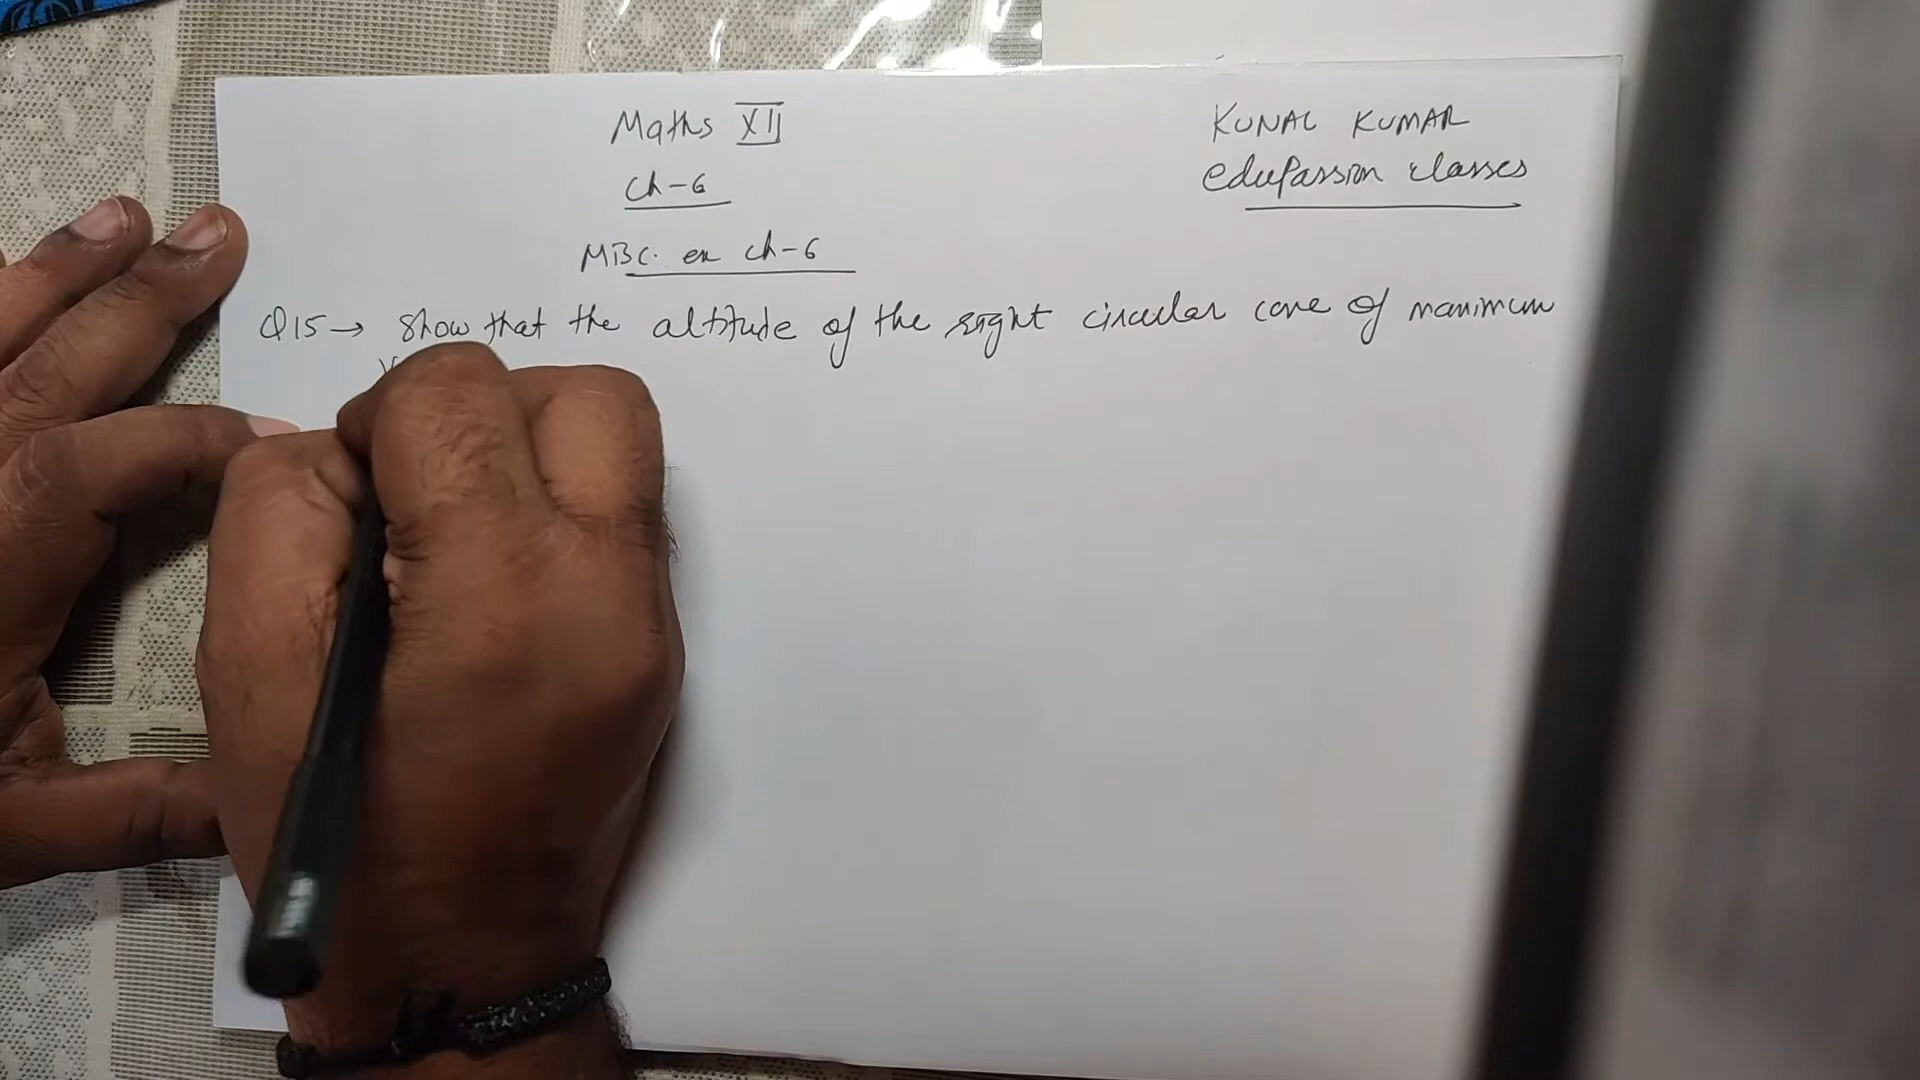 Maths XII
Ch-6
MBC. en ch-6
KUNAL KUMAR
eduPassion classes
Q15→ Show that the altitude of the right circular cone of maximum